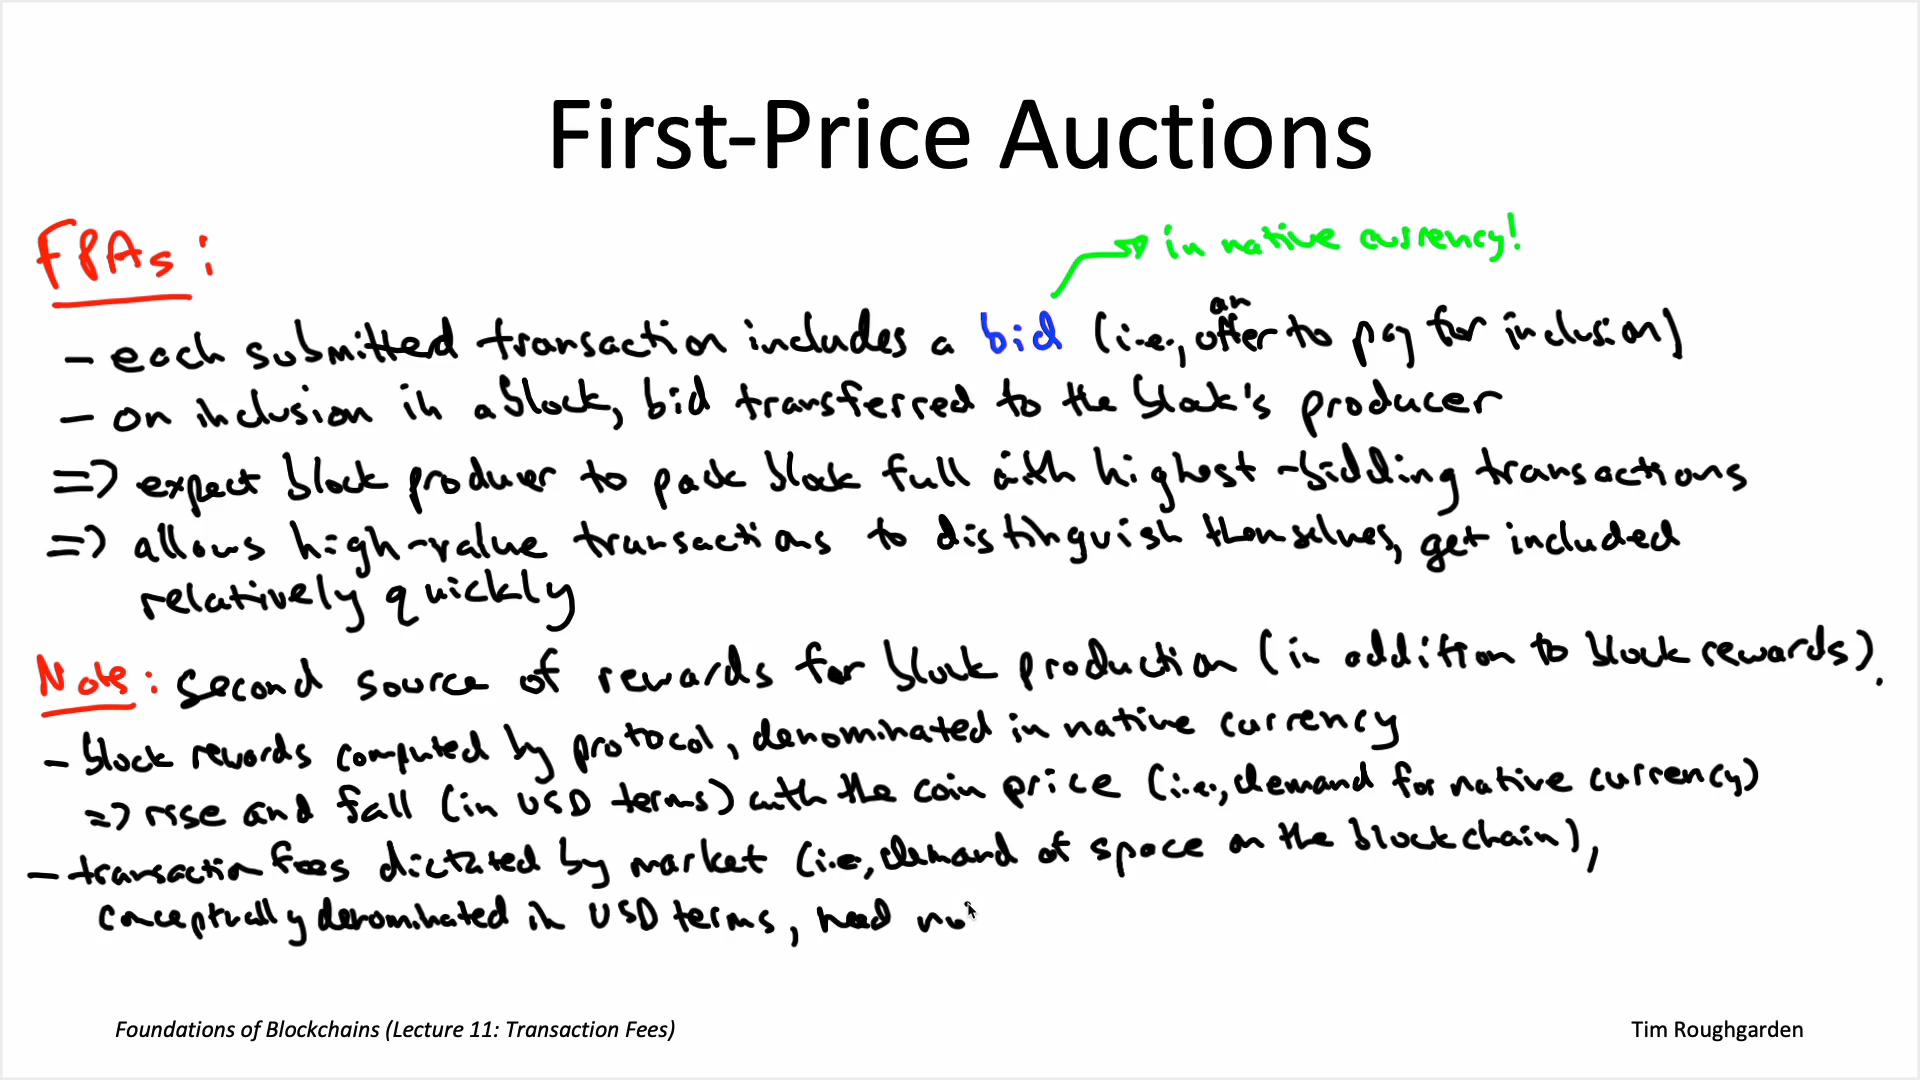 First-Price Auctions
FPAs:
→ in native currency!
- each submitted transaction includes a bid (i.e., an offer to pay for inclusion)
- on inclusion in a block, bid transferred to the block's producer
=> expect block producer to pack block full with highest-bidding transactions
=> allows high-value transactions to distinguish themselves, get included
relatively quickly
Note: second source of rewards for block production (in addition to block rewards).
- block rewards computed by protocol, denominated in native currency
=> rise and fall (in USD terms) with the coin price (i.e., demand for native currency)
- transaction fees dictated by market (i.e., demand of space on the blockchain),
conceptually denominated in USD terms, need no
Foundations of Blockchains (Lecture 11: Transaction Fees)
Tim Roughgarden